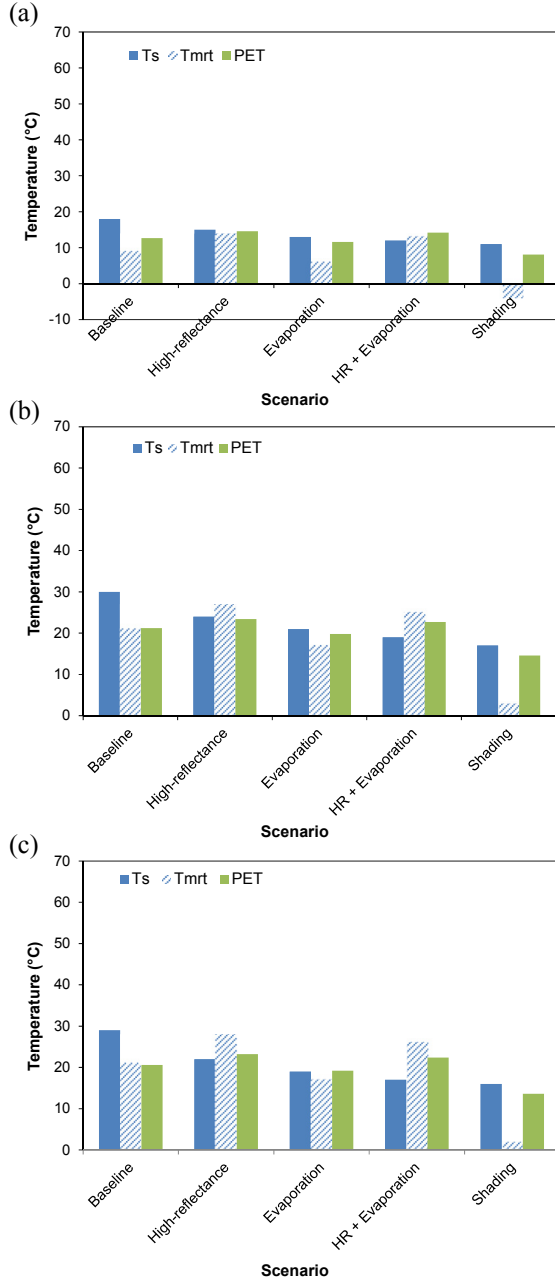 (a)
70
60
50
40
30
20
10
0
-10
Temperature (°C)
Ts Tmrt PET
Baseline
High-reflectance
Evaporation
HR + Evaporation
Shading
Scenario
(b)
70
60
50
40
30
20
10
0
Temperature (°C)
Ts Tmrt PET
Baseline
High-reflectance
Evaporation
HR + Evaporation
Shading
Scenario
(c)
70
60
50
40
30
20
10
0
Temperature (°C)
Ts Tmrt PET
Baseline
High-reflectance
Evaporation
HR + Evaporation
Shading
Scenario